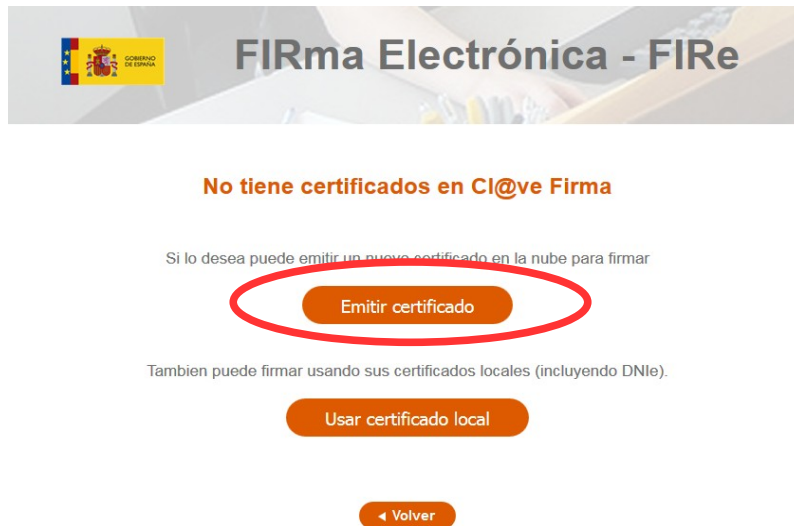 GOBIERNO
DE ESPAÑA
FIRma Electrónica - FIRe
No tiene certificados en Cl@ve Firma
Si lo desea puede emitir un nuevo certificado en la nube para firmar
Emitir certificado
Tambien puede firmar usando sus certificados locales (incluyendo DNIe).
Usar certificado local
Volver